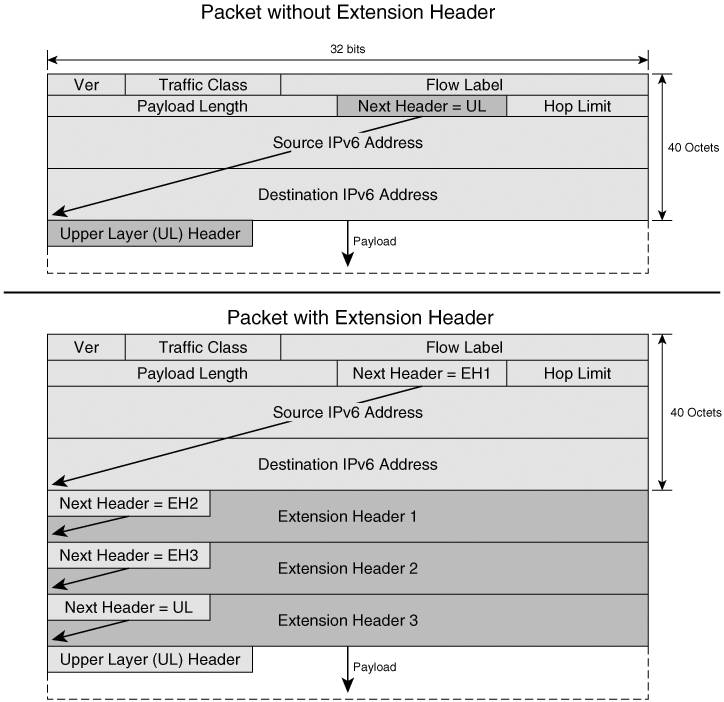 Packet without Extension Header
32 bits
Ver Traffic Class Flow Label
Payload Length Next Header = UL Hop Limit
Source IPv6 Address
40 Octets
Destination IPv6 Address
Upper Layer (UL) Header
Payload
Packet with Extension Header
Ver Traffic Class Flow Label
Payload Length Next Header = EH1 Hop Limit
Source IPv6 Address
40 Octets
Destination IPv6 Address
Next Header = EH2
Extension Header 1
Next Header = EH3
Extension Header 2
Next Header = UL
Extension Header 3
Upper Layer (UL) Header
Payload